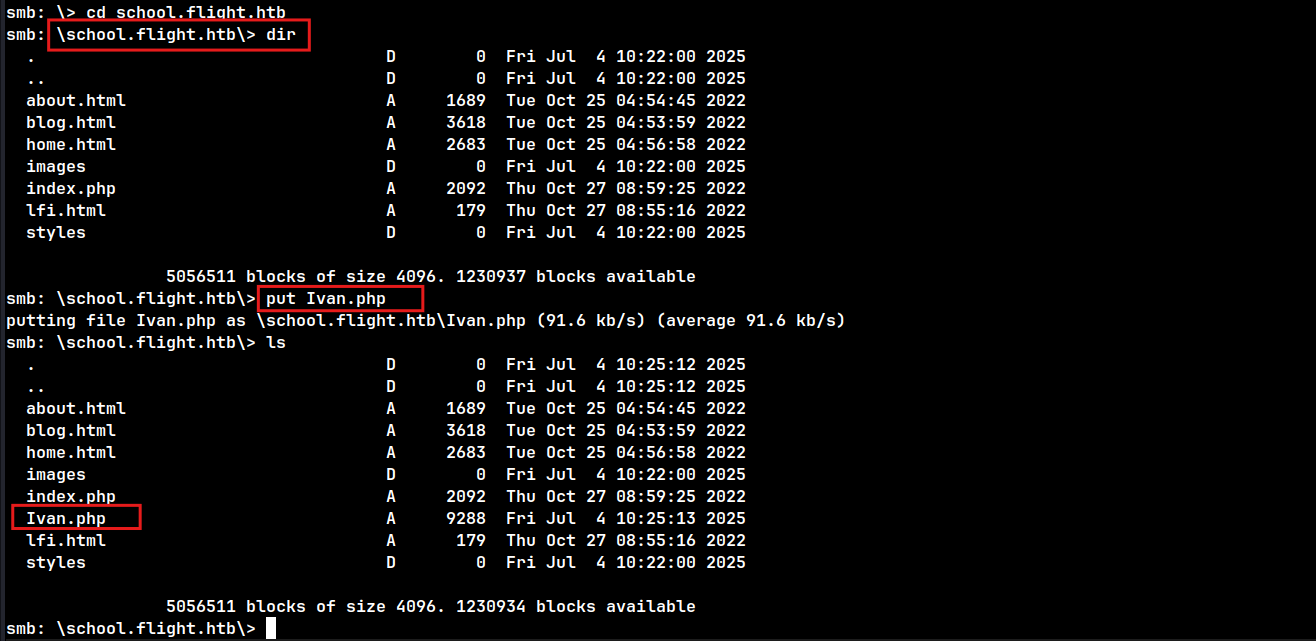 smb: \> cd school.flight.htb
smb: \school.flight.htb\> dir
  .                                   D        0  Fri Jul  4 10:22:00 2025
  ..                                  D        0  Fri Jul  4 10:22:00 2025
  about.html                          A     1689  Tue Oct 25 04:54:45 2022
  blog.html                           A     3618  Tue Oct 25 04:53:59 2022
  home.html                           A     2683  Tue Oct 25 04:56:58 2022
  images                              D        0  Fri Jul  4 10:22:00 2025
  index.php                           A     2092  Thu Oct 27 08:59:25 2022
  lfi.html                            A      179  Thu Oct 27 08:55:16 2022
  styles                              D        0  Fri Jul  4 10:22:00 2025
                5056511 blocks of size 4096. 1230937 blocks available
smb: \school.flight.htb\> put Ivan.php
putting file Ivan.php as \school.flight.htb\Ivan.php (91.6 kb/s) (average 91.6 kb/s)
smb: \school.flight.htb\> ls
  .                                   D        0  Fri Jul  4 10:25:12 2025
  ..                                  D        0  Fri Jul  4 10:25:12 2025
  about.html                          A     1689  Tue Oct 25 04:54:45 2022
  blog.html                           A     3618  Tue Oct 25 04:53:59 2022
  home.html                           A     2683  Tue Oct 25 04:56:58 2022
  images                              D        0  Fri Jul  4 10:22:00 2025
  index.php                           A     2092  Thu Oct 27 08:59:25 2022
  Ivan.php                            A     9288  Fri Jul  4 10:25:13 2025
  lfi.html                            A      179  Thu Oct 27 08:55:16 2022
  styles                              D        0  Fri Jul  4 10:22:00 2025
                5056511 blocks of size 4096. 1230934 blocks available
smb: \school.flight.htb\>